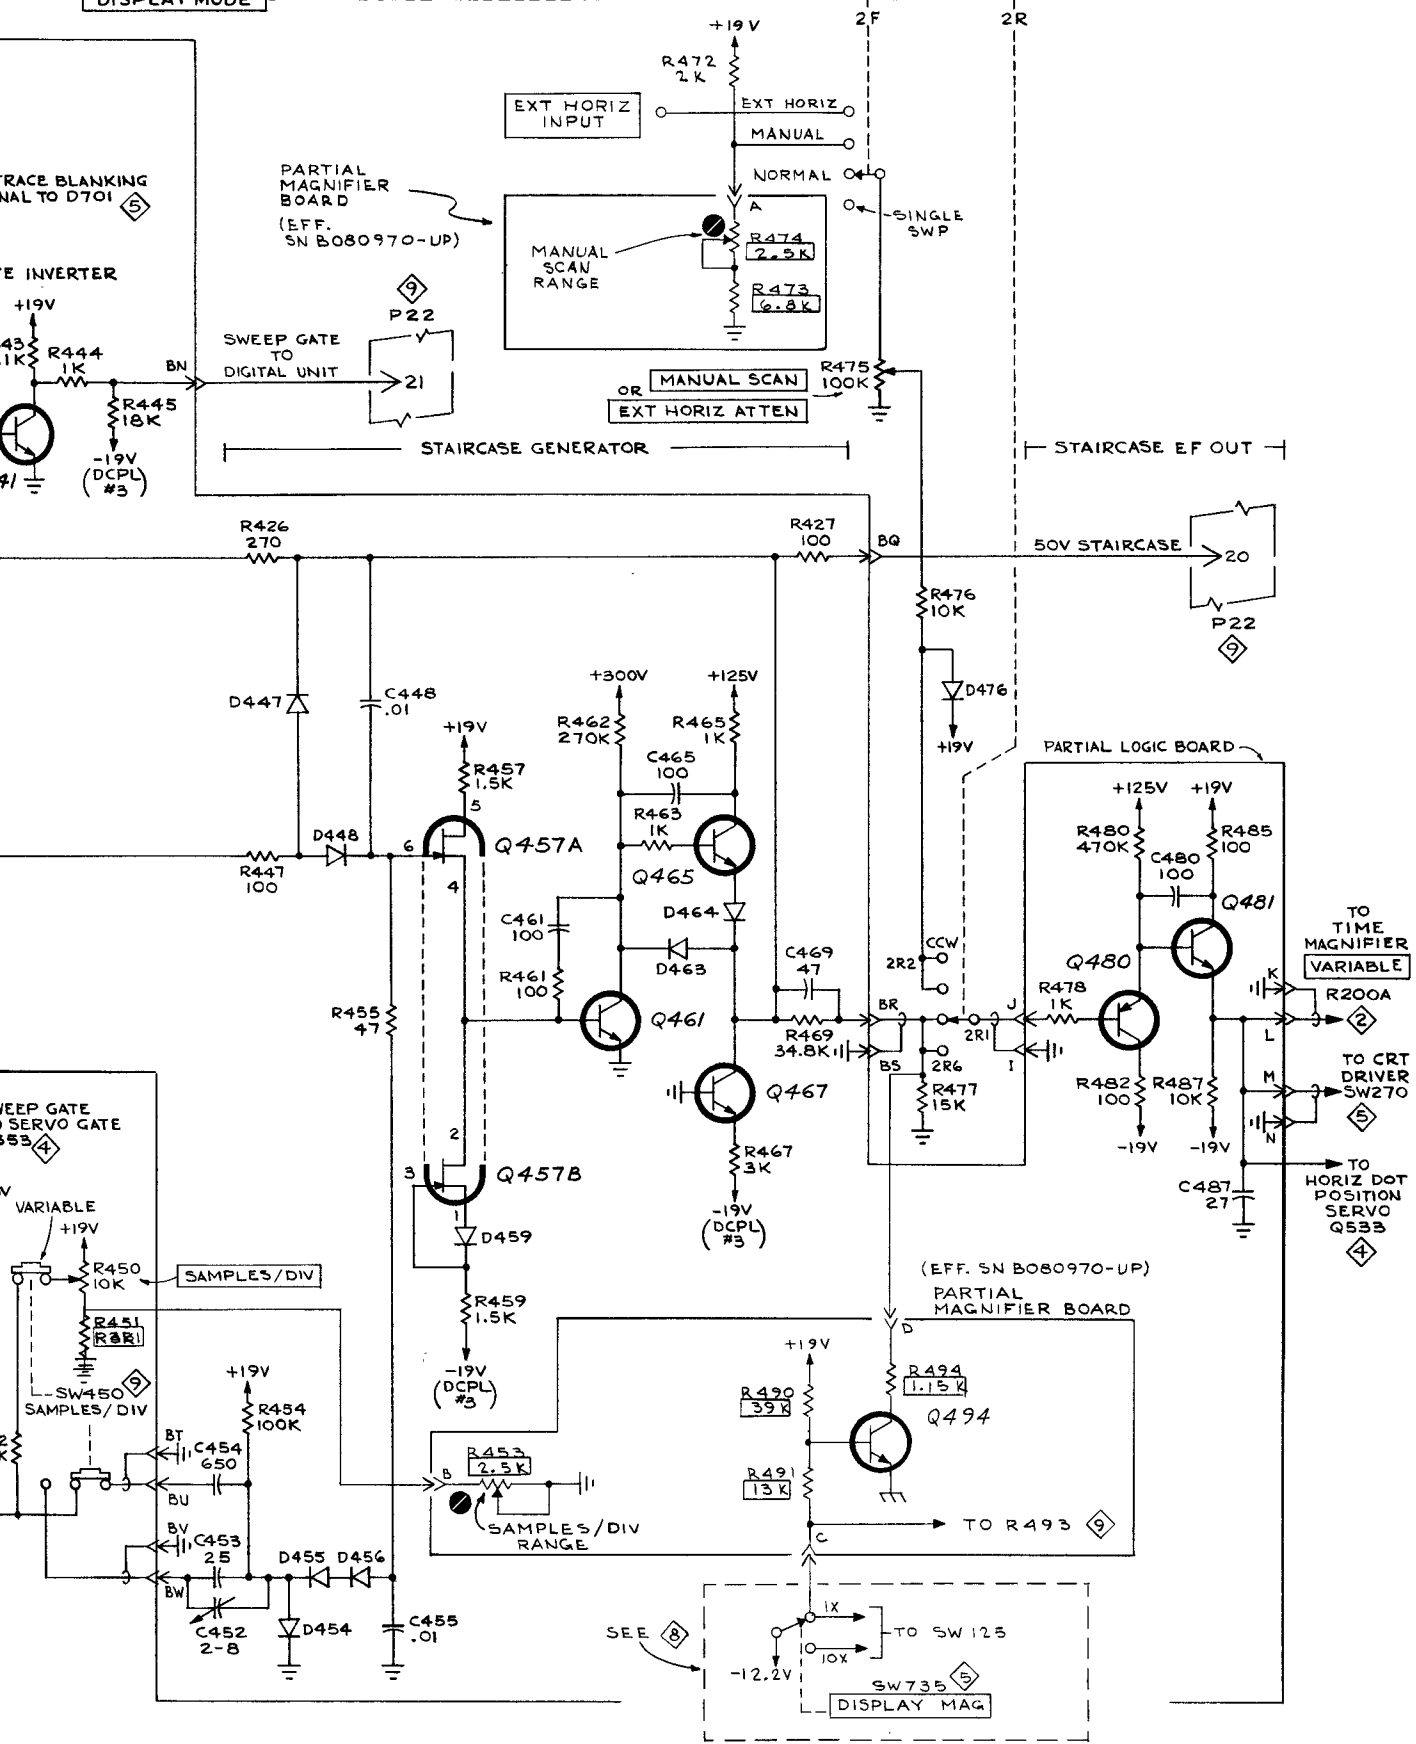 DISPLAY MODE
2F
2R
+19V
R472
2K
EXT HORIZ
INPUT
EXT HORIZ
MANUAL
NORMAL
SINGLE
SWP
TRACE BLANKING
NAL TO D701 5
PARTIAL
MAGNIFIER
BOARD
(EFF.
SN B080970-UP)
A
R474
2.5K
MANUAL
SCAN
RANGE
R473
6.8K
E INVERTER
+19V
43
1K
R444
1K
R445
18K
-19V
(DCPL
#3)
41
BN
SWEEP GATE
TO
DIGITAL UNIT
9
P22
21
R475
100K
MANUAL SCAN
OR
EXT HORIZ ATTEN
STAIRCASE GENERATOR
STAIRCASE EF OUT
R426
270
R427
100
BQ
50V STAIRCASE
20
P22
9
R476
10K
D476
+19V
D447
C448
.01
+19V
R457
1.5K
5
+300V
R462
270K
+125V
R465
1K
C465
100
R463
1K
Q465
R447
100
D448
6
Q457A
4
D464
D463
C461
100
R461
100
Q461
C469
47
R469
34.8K
BR
BS
2R2
CCW
2R1
2R6
R477
15K
PARTIAL LOGIC BOARD
+125V
+19V
R480
470K
R485
100
C480
100
Q481
Q480
J
R478
1K
I
R482
100
R487
10K
-19V
-19V
K
L
M
N
TO
TIME
MAGNIFIER
VARIABLE
R200A
2
TO CRT
DRIVER
SW270
5
TO
HORIZ DOT
POSITION
SERVO
Q533
4
C487
27
R455
47
Q467
R467
3K
-19V
(DCPL
#3)
2
3
Q457B
1
D459
R459
1.5K
-19V
(DCPL
#3)
WEEP GATE
SERVO GATE
353 4
VARIABLE
+19V
R450
10K
SAMPLES/DIV
R451
SW450 9
SAMPLES/DIV
+19V
R454
100K
BT
C454
650
BU
BV
C453
25
BW
C452
2-8
D455
D456
D454
C455
.01
B
R453
2.5K
SAMPLES/DIV
RANGE
(EFF. SN B080970-UP)
PARTIAL
MAGNIFIER BOARD
D
+19V
R494
1.15K
R490
39K
Q494
R491
13K
C
TO R493 9
SEE 8
1X
10X
TO SW125
-12.2V
SW735 5
DISPLAY MAG